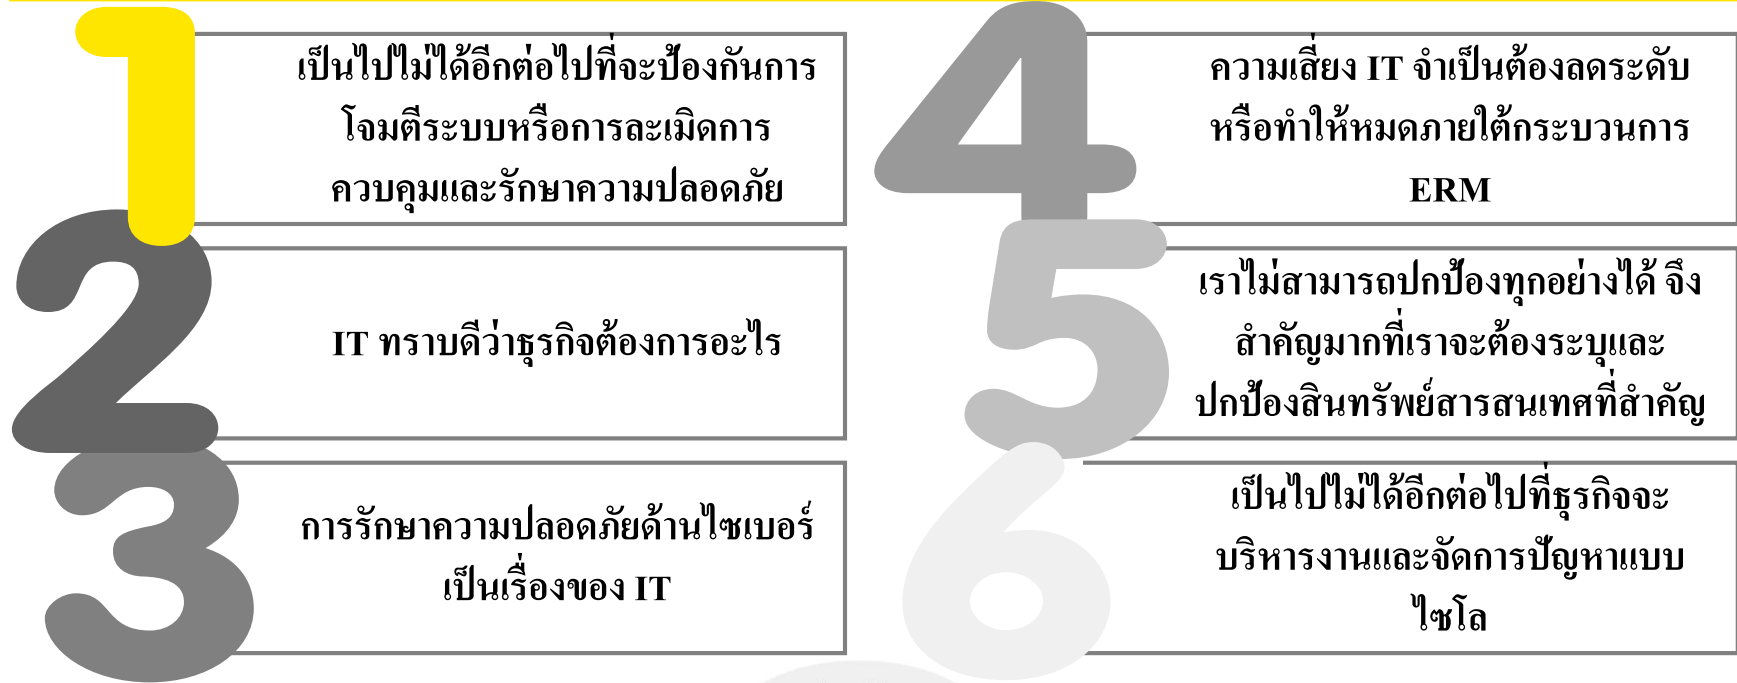 1
เป็นไปไม่ได้อีกต่อไปที่จะป้องกันการ
โจมตีระบบหรือการละเมิดการ
ควบคุมและรักษาความปลอดภัย
2
IT ทราบดีว่าธุรกิจต้องการอะไร
3
การรักษาความปลอดภัยด้านไซเบอร์
เป็นเรื่องของ IT
4
ความเสี่ยง IT จำเป็นต้องลดระดับ
หรือทำให้หมดภายใต้กระบวนการ
ERM
5
เราไม่สามารถปกป้องทุกอย่างได้ จึง
สำคัญมากที่เราจะต้องระบุและ
ปกป้องสินทรัพย์สารสนเทศที่สำคัญ
6
เป็นไปไม่ได้อีกต่อไปที่ธุรกิจจะ
บริหารงานและจัดการปัญหาแบบ
ไซโล